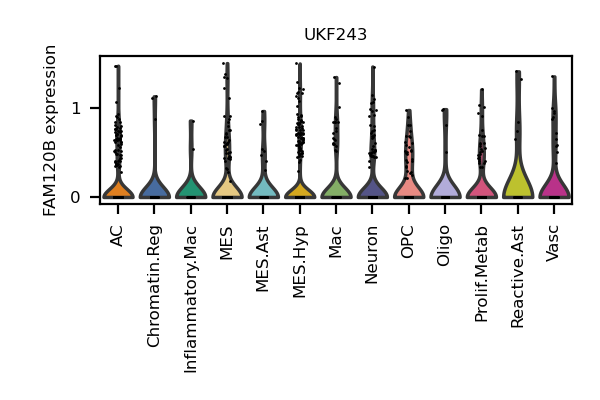 UKF243
FAM120B expression
1
0
AC
Chromatin.Reg
Inflammatory.Mac
MES
MES.Ast
MES.Hyp
Mac
Neuron
OPC
Oligo
Prolif.Metab
Reactive.Ast
Vasc